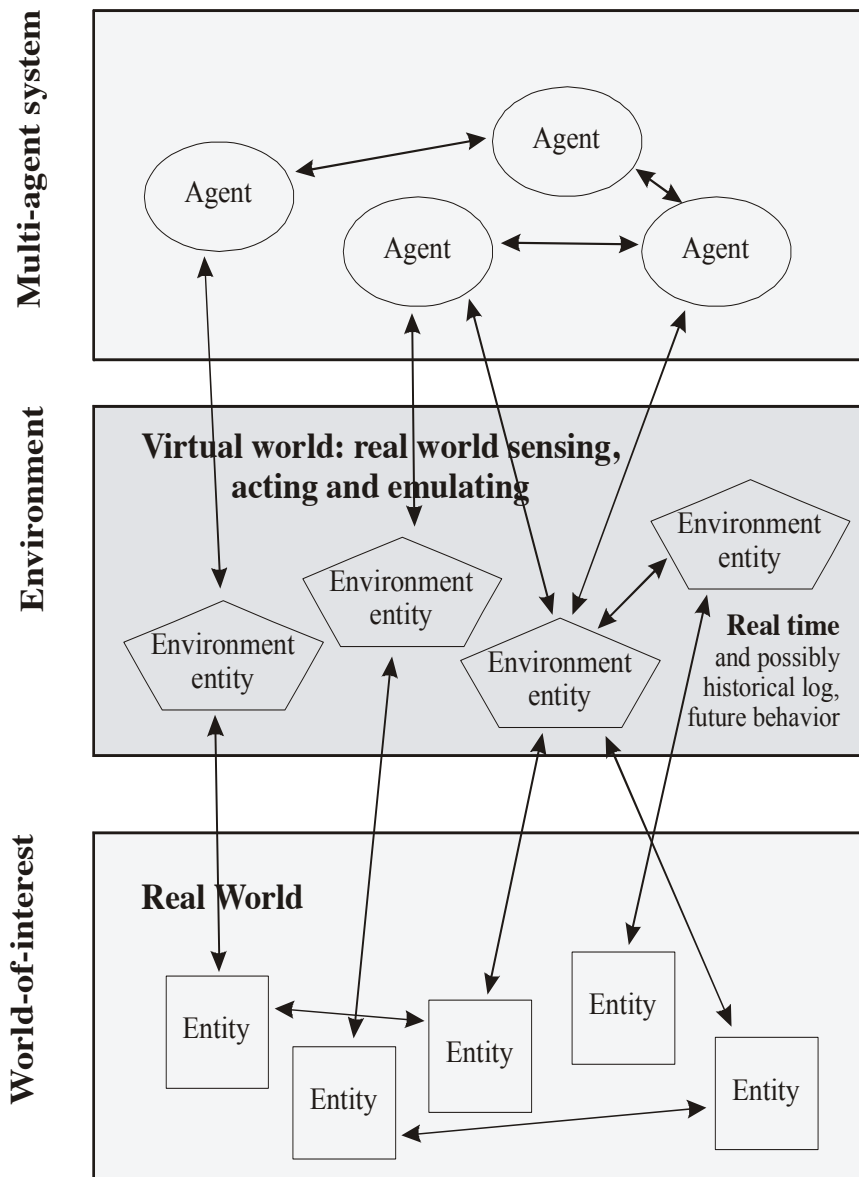 Multi-agent system
Agent
Agent
Agent
Agent
Environment
Virtual world: real world sensing,
acting and emulating
Environment
entity
Environment
entity
Environment
entity
Environment
entity
Real time
and possibly
historical log,
future behavior
World-of-interest
Real World
Entity
Entity
Entity
Entity
Entity